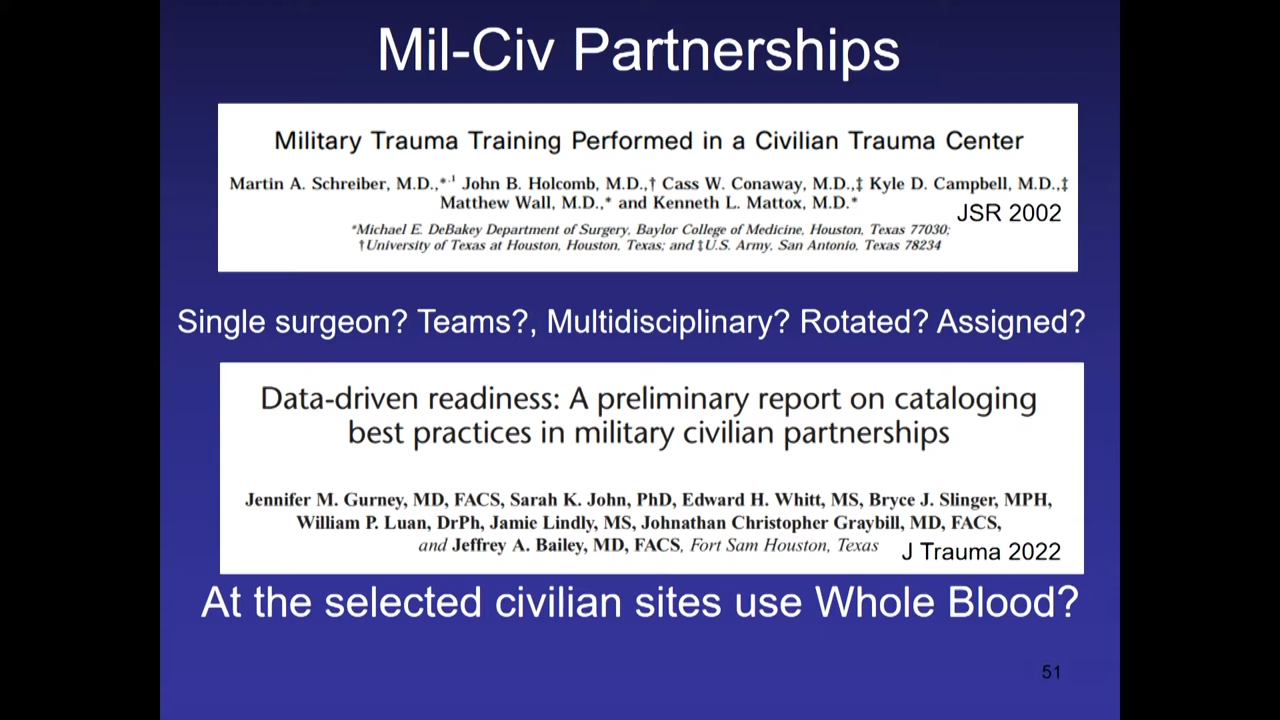 Mil-Civ Partnerships
Military Trauma Training Performed in a Civilian Trauma Center
Martin A. Schreiber, M.D.,*,¹ John B. Holcomb, M.D.,† Cass W. Conaway, M.D.,‡ Kyle D. Campbell, M.D.,‡
Matthew Wall, M.D.,* and Kenneth L. Mattox, M.D.*
JSR 2002
*Michael E. DeBakey Department of Surgery, Baylor College of Medicine, Houston, Texas 77030;
†University of Texas at Houston, Houston, Texas; and ‡U.S. Army, San Antonio, Texas 78234
Single surgeon? Teams?, Multidisciplinary? Rotated? Assigned?
Data-driven readiness: A preliminary report on cataloging
best practices in military civilian partnerships
Jennifer M. Gurney, MD, FACS, Sarah K. John, PhD, Edward H. Whitt, MS, Bryce J. Slinger, MPH,
William P. Luan, DrPh, Jamie Lindly, MS, Johnathan Christopher Graybill, MD, FACS,
and Jeffrey A. Bailey, MD, FACS, Fort Sam Houston, Texas
J Trauma 2022
At the selected civilian sites use Whole Blood?
51